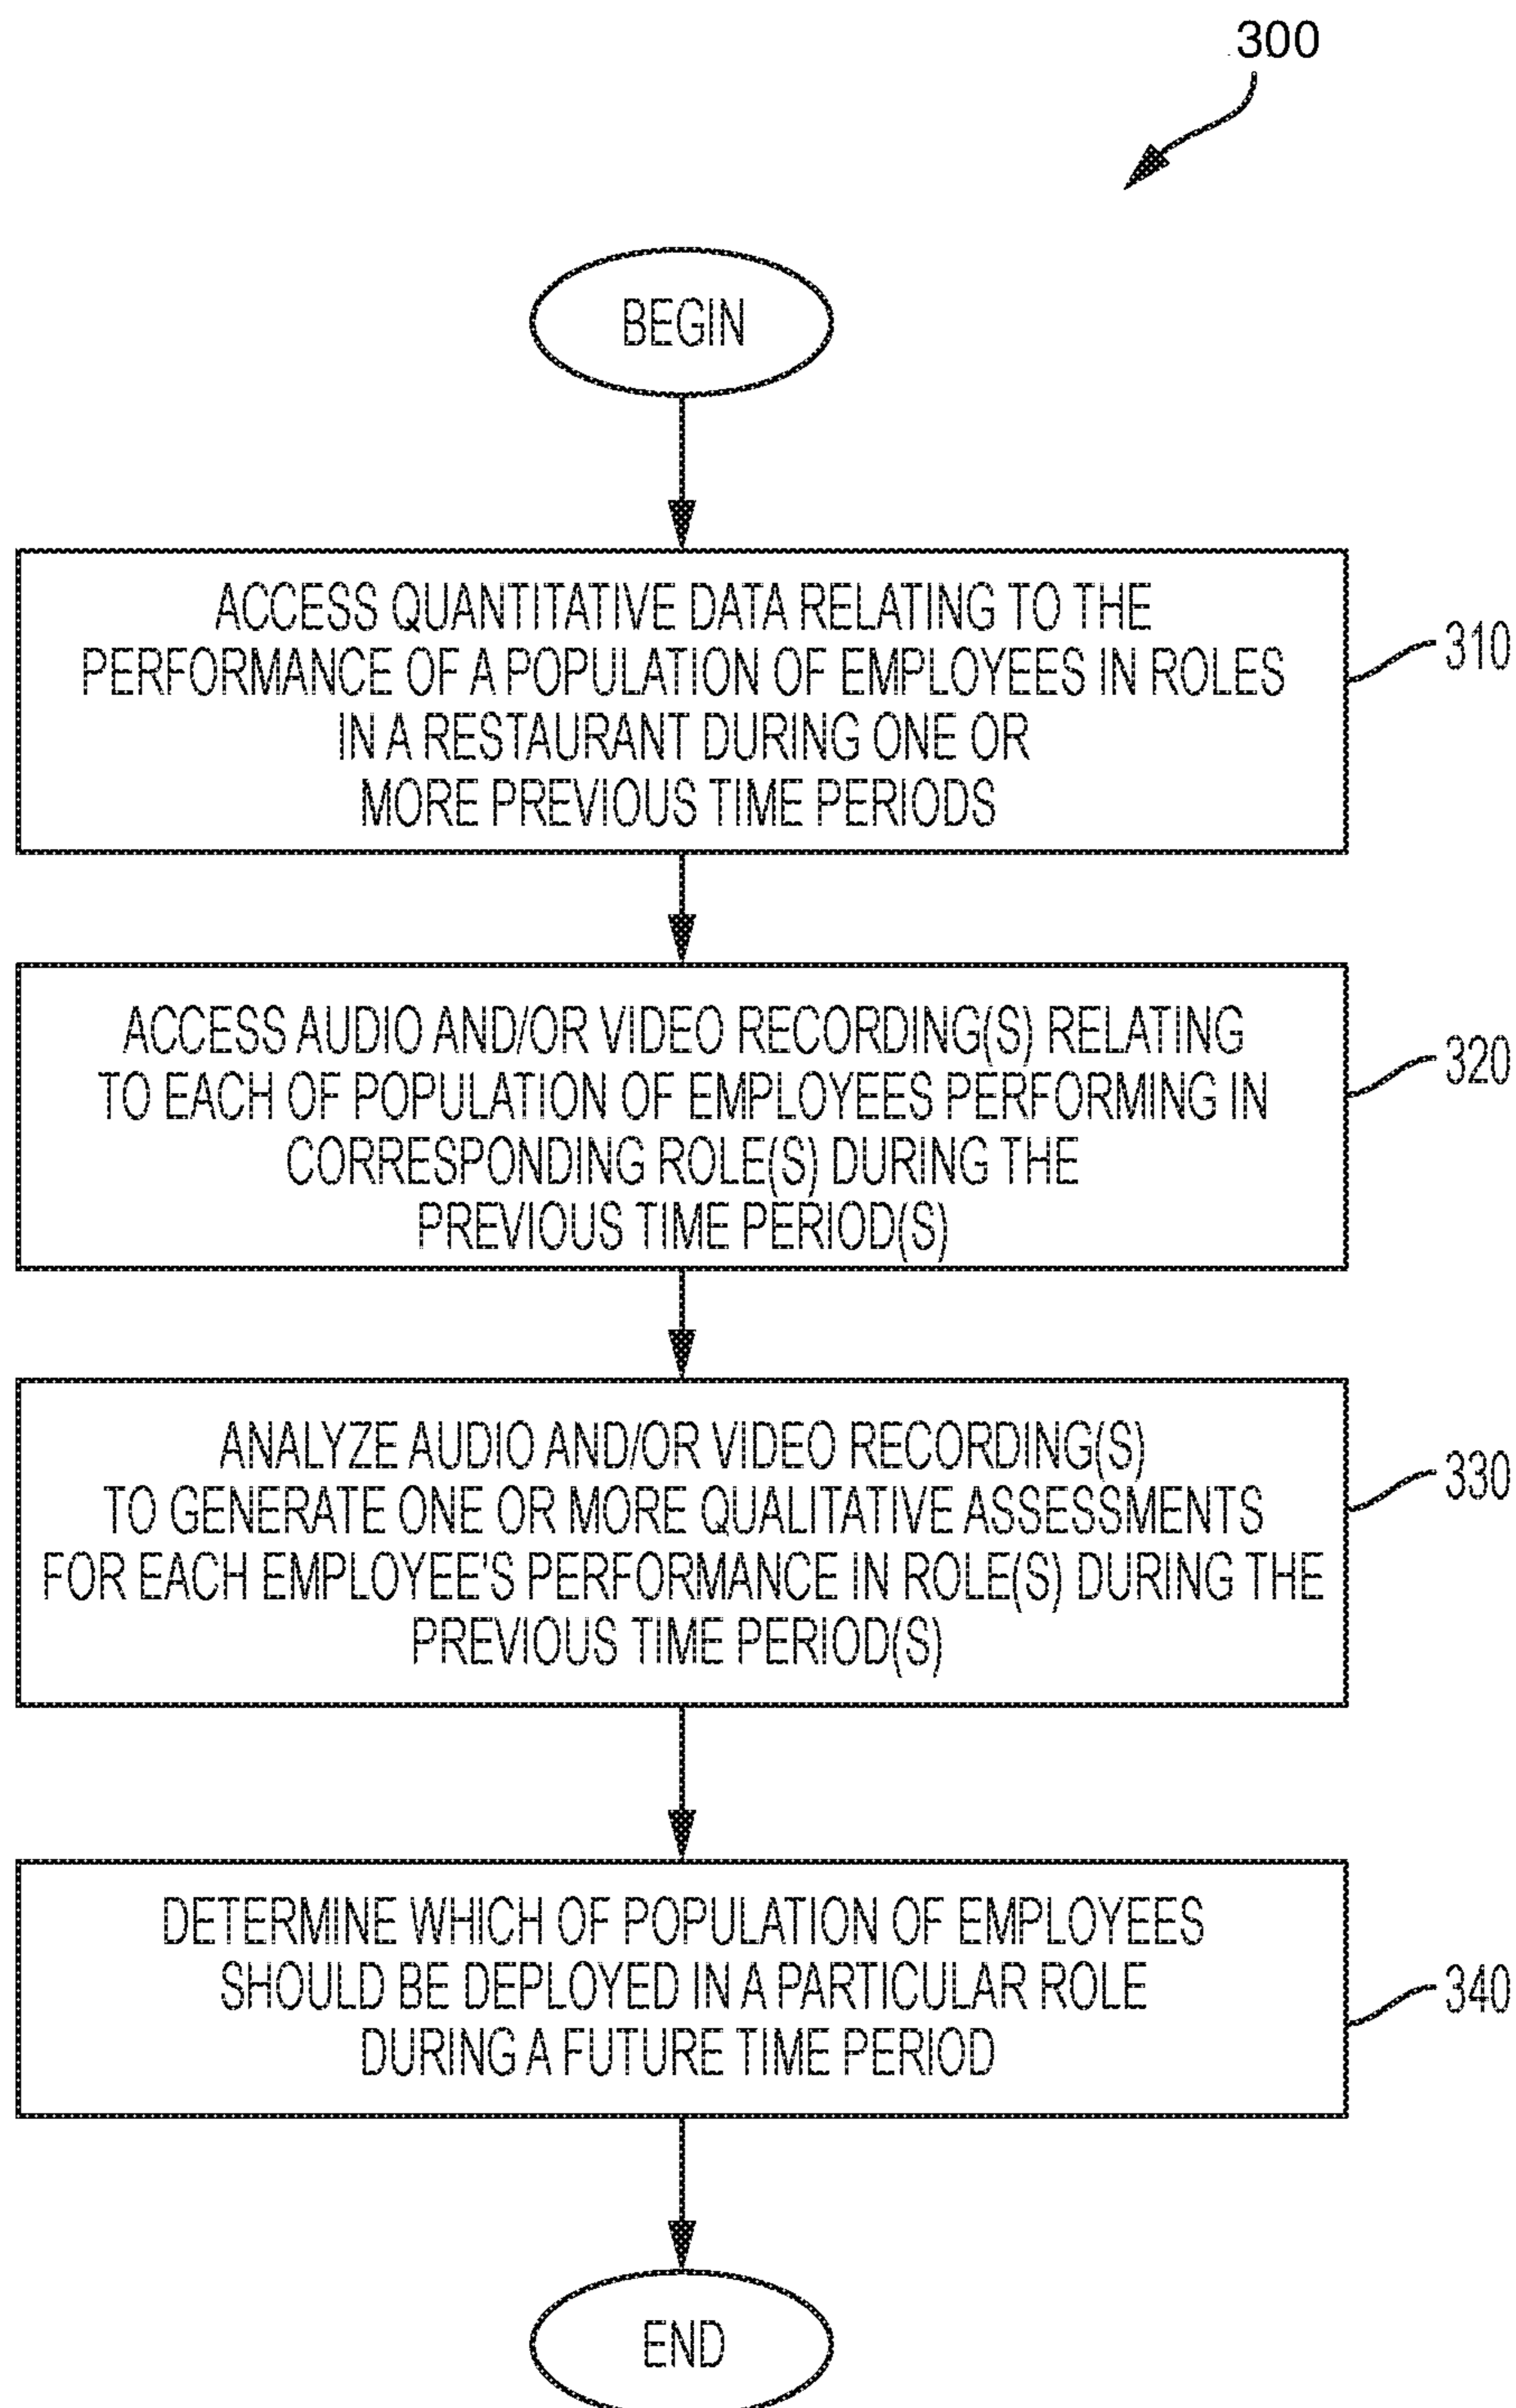 300
BEGIN
ACCESS QUANTITATIVE DATA RELATING TO THE
PERFORMANCE OF A POPULATION OF EMPLOYEES IN ROLES
IN A RESTAURANT DURING ONE OR
MORE PREVIOUS TIME PERIODS
310
ACCESS AUDIO AND/OR VIDEO RECORDING(S) RELATING
TO EACH OF POPULATION OF EMPLOYEES PERFORMING IN
CORRESPONDING ROLE(S) DURING THE
PREVIOUS TIME PERIOD(S)
320
ANALYZE AUDIO AND/OR VIDEO RECORDING(S)
TO GENERATE ONE OR MORE QUALITATIVE ASSESSMENTS
FOR EACH EMPLOYEE'S PERFORMANCE IN ROLE(S) DURING THE
PREVIOUS TIME PERIOD(S)
330
DETERMINE WHICH OF POPULATION OF EMPLOYEES
SHOULD BE DEPLOYED IN A PARTICULAR ROLE
DURING A FUTURE TIME PERIOD
340
END